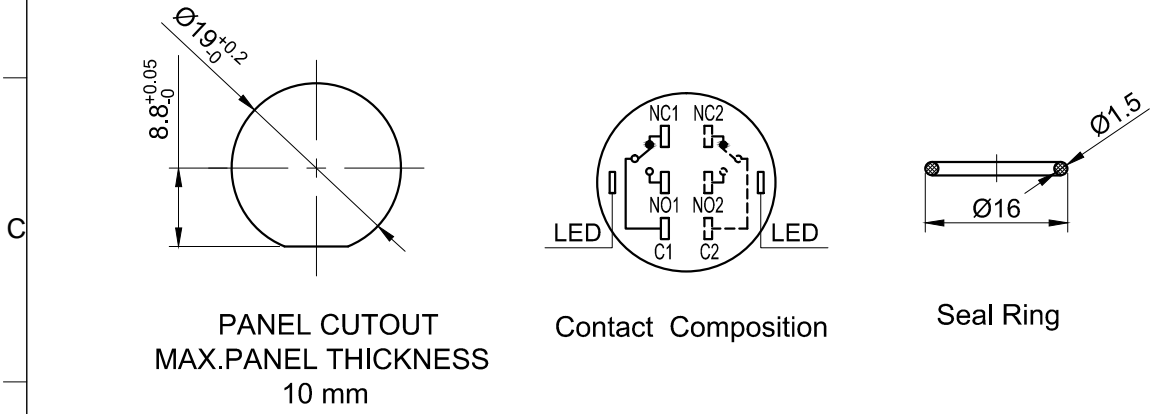 C
Ø19+0.2
-0
8.8+0.05
-0
PANEL CUTOUT
MAX.PANEL THICKNESS
10 mm
NC1 NC2
NO1 NO2
LED LED
C1 C2
Contact Composition
Ø1.5
Ø16
Seal Ring